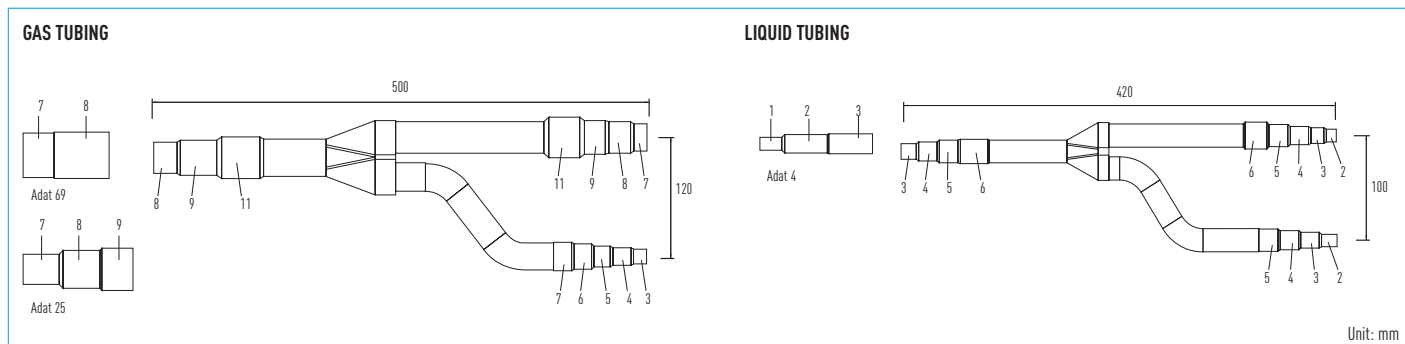 GAS TUBING
500
7 8
Adat 69
8 9 11
11 9 8 7
120
7 8 9
Adat 25
7 6 5 4 3
LIQUID TUBING
420
1 2 3
Adat 4
3 4 5 6
6 5 4 3 2
100
5 4 3 2
Unit: mm